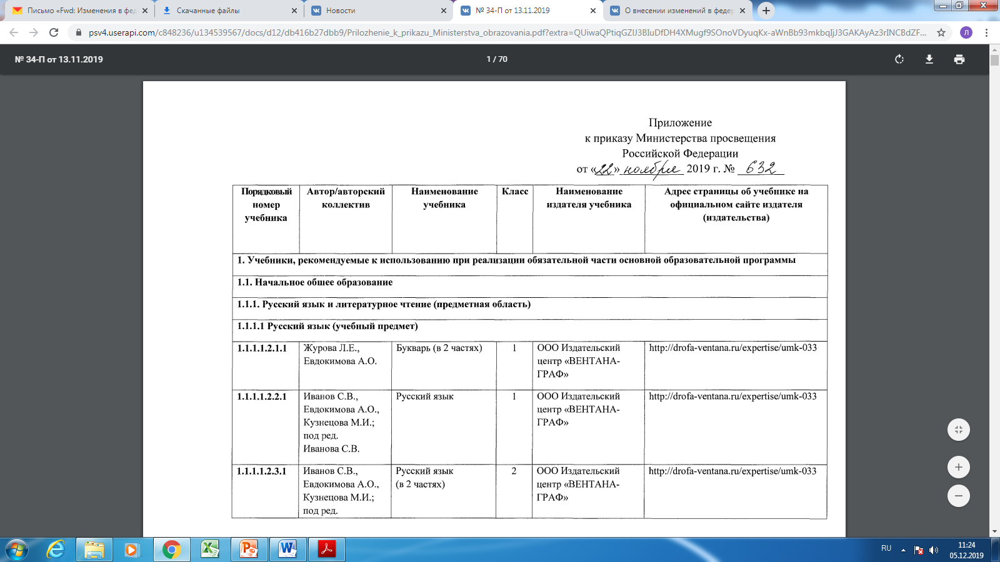 Письмо «Fwd: Изменения в фед
Скачанные файлы
Новости
№ 34-П от 13.11.2019
О внесении изменений в федер
psv4.userapi.com/c848236/u134539567/docs/d12/db416b27dbb9/Prilozhenie_k_prikazu_Ministerstva_obrazovania.pdf?extra=QUiwaQPtiqGZIJ3BIuDfDH4XMugf9SOnoVDyuqKx-aWnBb93mkbqIjJ3GAKAyAz3rINCBdZF...
Л
№ 34-П от 13.11.2019
1 / 70
Приложение
к приказу Министерства просвещения
Российской Федерации
от «22» ноября 2019 г. № 632
Порядковый номер учебника
Автор/авторский коллектив
Наименование учебника
Класс
Наименование издателя учебника
Адрес страницы об учебнике на официальном сайте издателя (издательства)
1. Учебники, рекомендуемые к использованию при реализации обязательной части основной образовательной программы
1.1. Начальное общее образование
1.1.1. Русский язык и литературное чтение (предметная область)
1.1.1.1 Русский язык (учебный предмет)
1.1.1.1.2.1.1 Журова Л.Е., Букварь (в 2 частях) 1 ООО Издательский http://drofa-ventana.ru/expertise/umk-033
Евдокимова А.О. центр «ВЕНТАНА-
ГРАФ»
1.1.1.1.2.2.1 Иванов С.В., Русский язык 1 ООО Издательский http://drofa-ventana.ru/expertise/umk-033
Евдокимова А.О., центр «ВЕНТАНА-
Кузнецова М.И.; ГРАФ»
под ред.
Иванова С.В.
1.1.1.1.2.3.1 Иванов С.В., Русский язык 2 ООО Издательский http://drofa-ventana.ru/expertise/umk-033
Евдокимова А.О., (в 2 частях) центр «ВЕНТАНА-
Кузнецова М.И.; ГРАФ»
под ред.
RU
11:24
05.12.2019